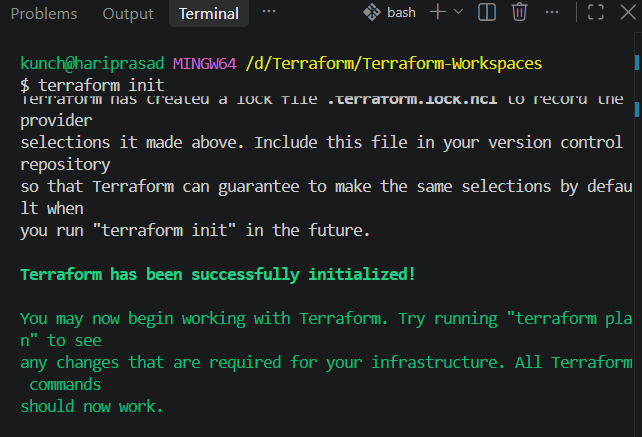 Problems Output Terminal ··· bash ···
kunch@hariprasad MINGW64 /d/Terraform/Terraform-Workspaces
$ terraform init
Terraform has created a lock file .terraform.lock.hcl to record the
provider
selections it made above. Include this file in your version control
repository
so that Terraform can guarantee to make the same selections by defau
lt when
you run "terraform init" in the future.
Terraform has been successfully initialized!
You may now begin working with Terraform. Try running "terraform pla
n" to see
any changes that are required for your infrastructure. All Terraform
commands
should now work.